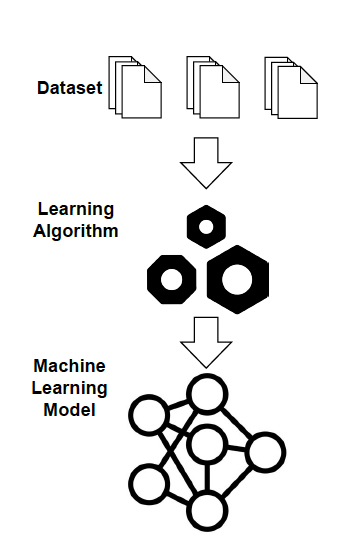 Dataset
Learning
Algorithm
Machine
Learning
Model